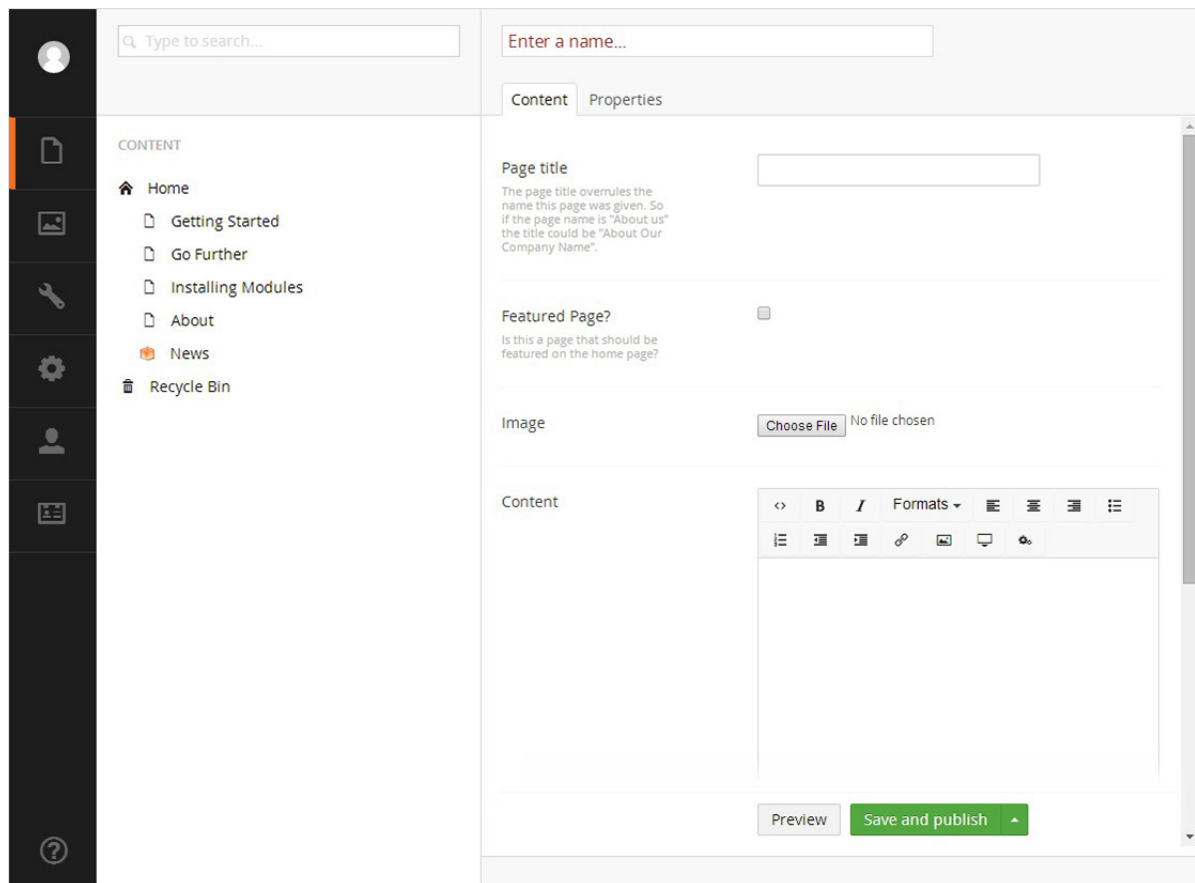 Type to search...
Enter a name...
Content
Properties
CONTENT
Home
Getting Started
Go Further
Installing Modules
About
News
Recycle Bin
Page title
The page title overrules the
name this page was given. So
if the page name is "About us"
the title could be "About Our
Company Name".
Featured Page?
Is this a page that should be
featured on the home page?
Image
Choose File No file chosen
Content
Formats
Preview
Save and publish